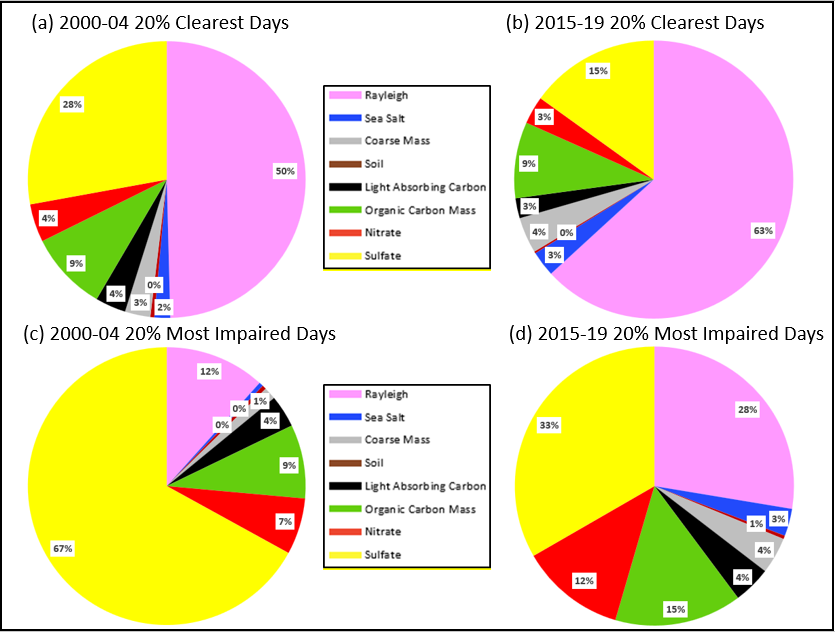 (a) 2000-04 20% Clearest Days
(b) 2015-19 20% Clearest Days
28%
50%
4%
9%
4%
3%
0%
2%
Rayleigh
Sea Salt
Coarse Mass
Soil
Light Absorbing Carbon
Organic Carbon Mass
Nitrate
Sulfate
15%
3%
9%
3%
4%
0%
3%
63%
(c) 2000-04 20% Most Impaired Days
(d) 2015-19 20% Most Impaired Days
12%
0%
0%
1%
4%
9%
7%
67%
Rayleigh
Sea Salt
Coarse Mass
Soil
Light Absorbing Carbon
Organic Carbon Mass
Nitrate
Sulfate
33%
28%
3%
1%
4%
4%
15%
12%